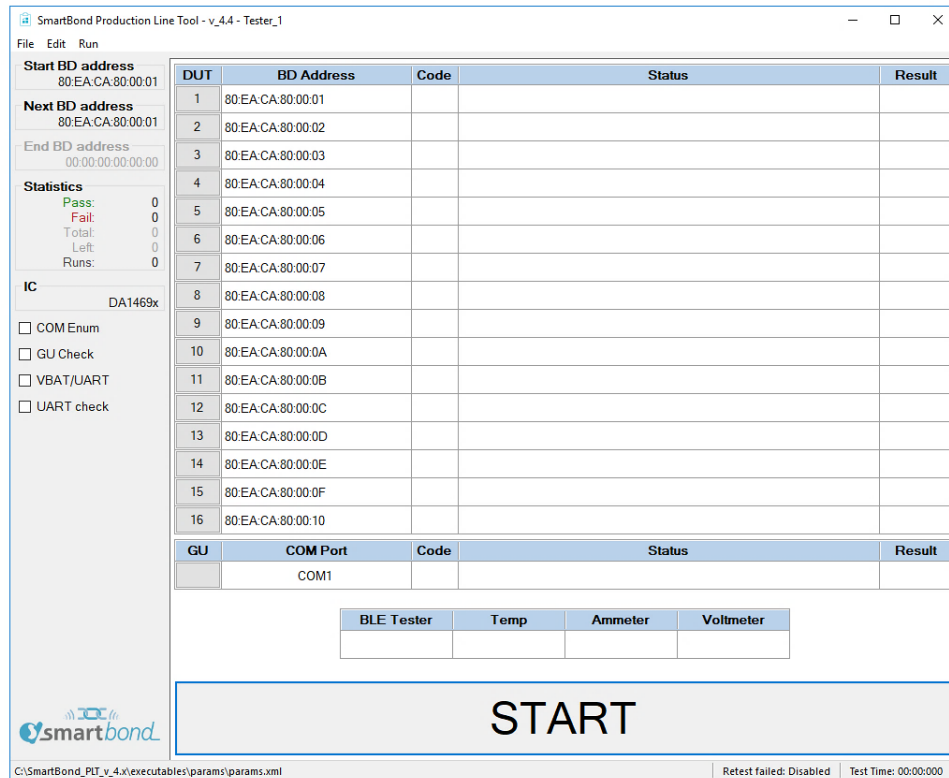 SmartBond Production Line Tool - v_4.4 - Tester_1
File Edit Run
Start BD address
80:EA:CA:80:00:01
Next BD address
80:EA:CA:80:00:01
End BD address
00:00:00:00:00:00
Statistics
Pass: 0
Fail: 0
Total: 0
Left: 0
Runs: 0
IC
DA1469x
COM Enum
GU Check
VBAT/UART
UART check
smartbond
DUT BD Address Code Status Result
1 80:EA:CA:80:00:01
2 80:EA:CA:80:00:02
3 80:EA:CA:80:00:03
4 80:EA:CA:80:00:04
5 80:EA:CA:80:00:05
6 80:EA:CA:80:00:06
7 80:EA:CA:80:00:07
8 80:EA:CA:80:00:08
9 80:EA:CA:80:00:09
10 80:EA:CA:80:00:0A
11 80:EA:CA:80:00:0B
12 80:EA:CA:80:00:0C
13 80:EA:CA:80:00:0D
14 80:EA:CA:80:00:0E
15 80:EA:CA:80:00:0F
16 80:EA:CA:80:00:10
GU COM Port Code Status Result
COM1
BLE Tester Temp Ammeter Voltmeter
START
C:\SmartBond_PLT_v_4.x\executables\params\params.xml Retest failed: Disabled Test Time: 00:00:000